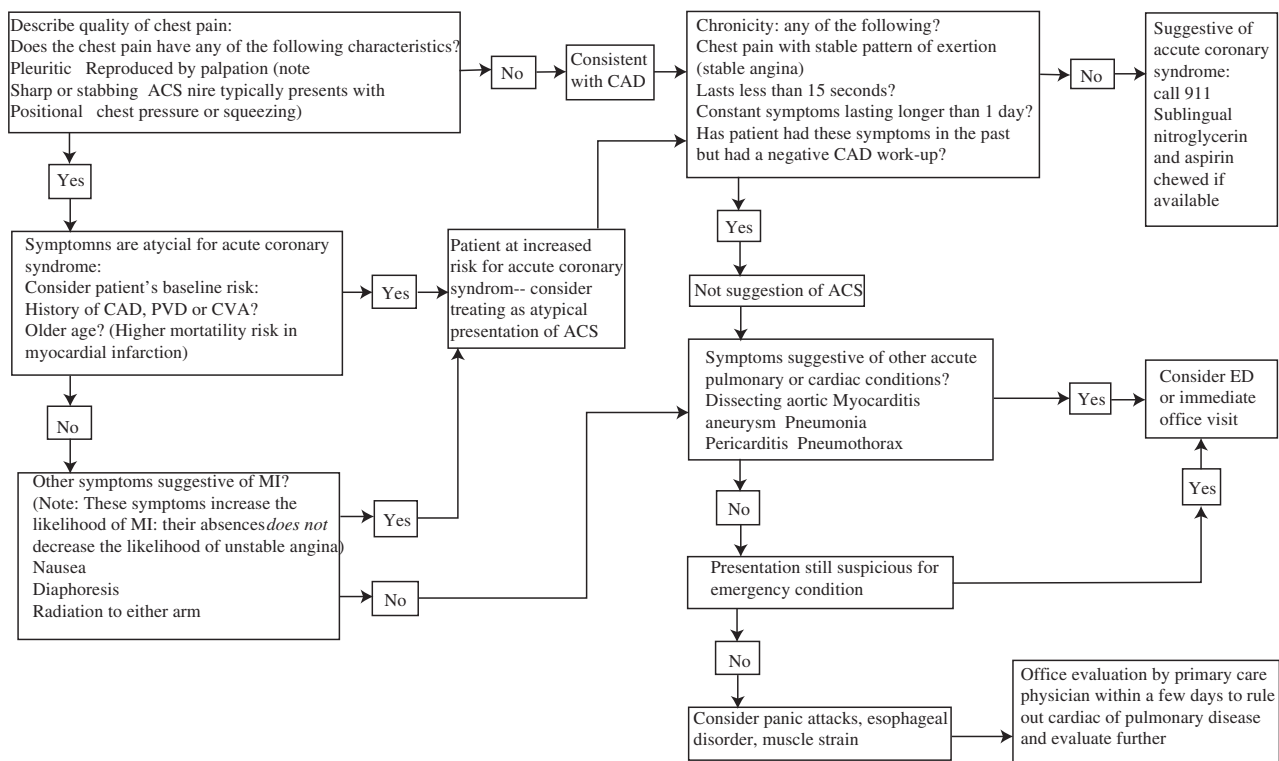 Describe quality of chest pain:
Does the chest pain have any of the following characteristics?
Pleuritic Reproduced by palpation (note
Sharp or stabbing ACS nire typically presents with
Positional chest pressure or squeezing)
No
Consistent
with CAD
Chronicity: any of the following?
Chest pain with stable pattern of exertion
(stable angina)
Lasts less than 15 seconds?
Constant symptoms lasting longer than 1 day?
Has patient had these symptoms in the past
but had a negative CAD work-up?
No
Suggestive of
accute coronary
syndrome:
call 911
Sublingual
nitroglycerin
and aspirin
chewed if
available
Yes
Symptomns are atycial for acute coronary
syndrome:
Consider patient's baseline risk:
History of CAD, PVD or CVA?
Older age? (Higher mortatility risk in
myocardial infarction)
Yes
Patient at increased
risk for accute coronary
syndrom-- consider
treating as atypical
presentation of ACS
Yes
Not suggestion of ACS
No
Symptoms suggestive of other accute
pulmonary or cardiac conditions?
Dissecting aortic Myocarditis
aneurysm Pneumonia
Pericarditis Pneumothorax
Yes
Consider ED
or immediate
office visit
Other symptoms suggestive of MI?
(Note: These symptoms increase the
likelihood of MI: their absences does not
decrease the likelihood of unstable angina)
Nausea
Diaphoresis
Radiation to either arm
Yes
No
No
Yes
Presentation still suspicious for
emergency condition
No
Consider panic attacks, esophageal
disorder, muscle strain
Office evaluation by primary care
physician within a few days to rule
out cardiac of pulmonary disease
and evaluate further